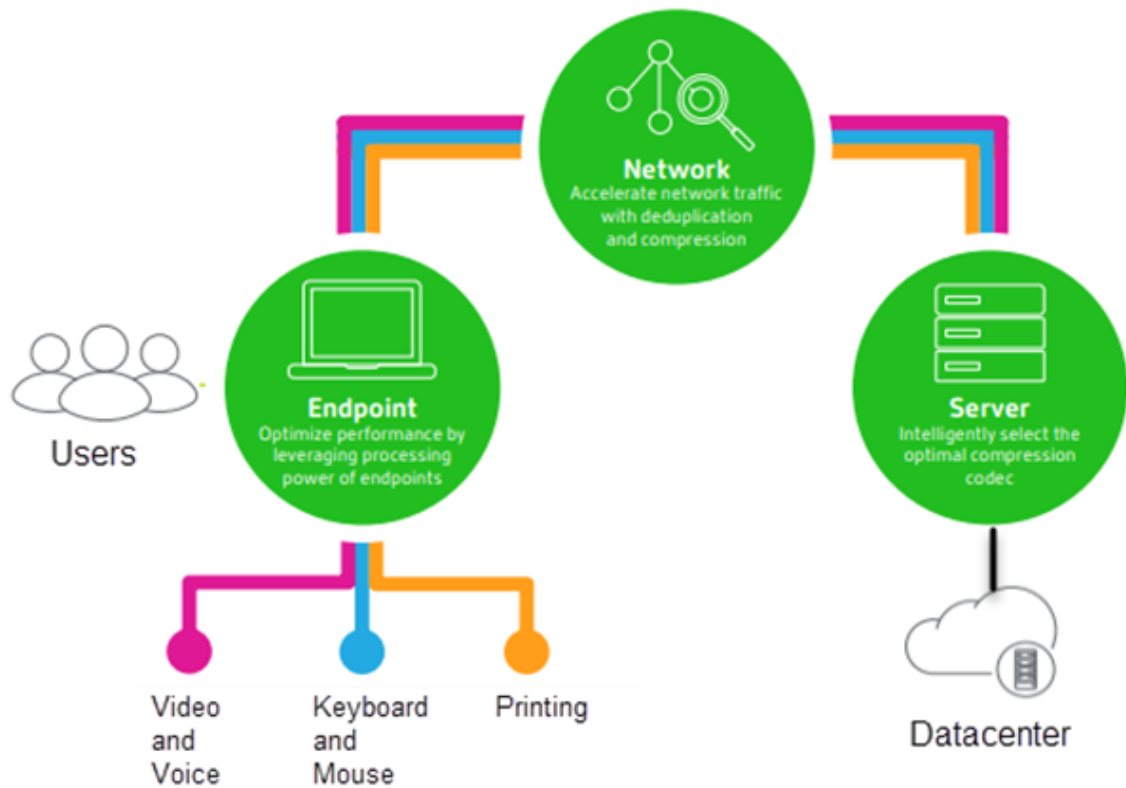 Network
Accelerate network traffic
with deduplication
and compression
Endpoint
Optimize performance by
leveraging processing
power of endpoints
Server
Intelligently select the
optimal compression
codec
Users
Video
and
Voice
Keyboard
and
Mouse
Printing
Datacenter